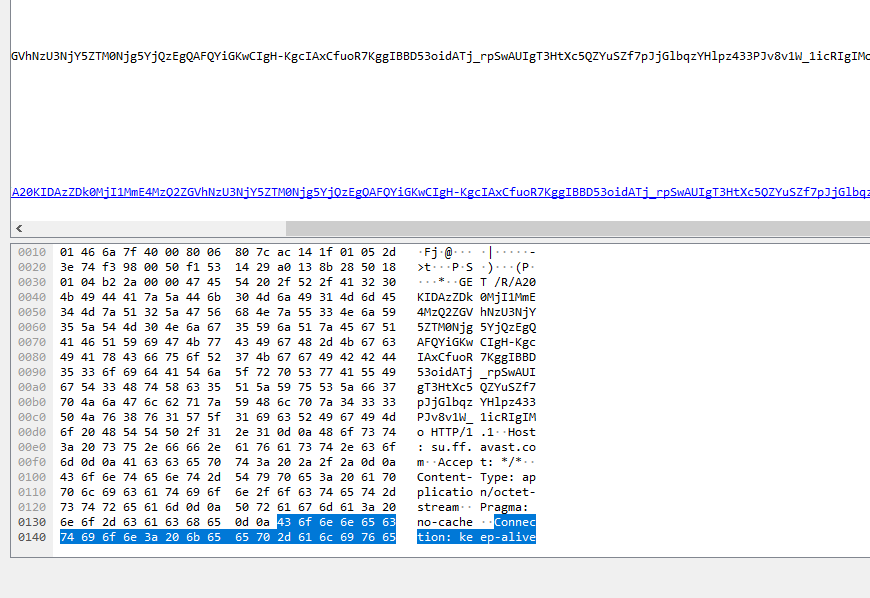 GVhNzU3NjY5ZTM0Njg5YjQzEgQAFQYiGKwCIgH-KgcIAxCfuoR7KggIBBD53oidATj_rpSwAUIgT3HtXc5QZYuSZf7pJjGlbqzYHlpz433PJv8v1W_1icRIgIMo
A20KIDAzZDk0MjI1MmE4MzQ2ZGVhNzU3NjY5ZTM0Njg5YjQzEgQAFQYiGKwCIgH-KgcIAxCfuoR7KggIBBD53oidATj_rpSwAUIgT3HtXc5QZYuSZf7pJjGlbqz
0010 01 46 6a 7f 40 00 80 06 80 7c ac 14 1f 01 05 2d ·Fj·@··· ·|·····-
0020 3e 74 f3 98 00 50 f1 53 14 29 a0 13 8b 28 50 18 >t···P·S ·)···(P·
0030 01 04 b2 2a 00 00 47 45 54 20 2f 52 2f 41 32 30 ···*··GE T /R/A20
0040 4b 49 44 41 7a 5a 44 6b 30 4d 6a 49 31 4d 6d 45 KIDAzZDk 0MjI1MmE
0050 34 4d 7a 51 32 5a 47 56 68 4e 7a 55 33 4e 6a 59 4MzQ2ZGV hNzU3NjY
0060 35 5a 54 4d 30 4e 6a 67 35 59 6a 51 7a 45 67 51 5ZTM0Njg 5YjQzEgQ
0070 41 46 51 59 69 47 4b 77 43 49 67 48 2d 4b 67 63 AFQYiGKw CIgH-Kgc
0080 49 41 78 43 66 75 6f 52 37 4b 67 67 49 42 42 44 IAxCfuoR 7KggIBBD
0090 35 33 6f 69 64 41 54 6a 5f 72 70 53 77 41 55 49 53oidATj _rpSwAUI
00a0 67 54 33 48 74 58 63 35 51 5a 59 75 53 5a 66 37 gT3HtXc5 QZYuSZf7
00b0 70 4a 6a 47 6c 62 71 7a 59 48 6c 70 7a 34 33 33 pJjGlbqz YHlpz433
00c0 50 4a 76 38 76 31 57 5f 31 69 63 52 49 67 49 4d PJv8v1W_ 1icRIgIM
00d0 6f 20 48 54 54 50 2f 31 2e 31 0d 0a 48 6f 73 74 o HTTP/1 .1··Host
00e0 3a 20 73 75 2e 66 66 2e 61 76 61 73 74 2e 63 6f : su.ff. avast.co
00f0 6d 0d 0a 41 63 63 65 70 74 3a 20 2a 2f 2a 0d 0a m··Accep t: */*··
0100 43 6f 6e 74 65 6e 74 2d 54 79 70 65 3a 20 61 70 Content- Type: ap
0110 70 6c 69 63 61 74 69 6f 6e 2f 6f 63 74 65 74 2d plicatio n/octet-
0120 73 74 72 65 61 6d 0d 0a 50 72 61 67 6d 61 3a 20 stream·· Pragma:
0130 6e 6f 2d 63 61 63 68 65 0d 0a 43 6f 6e 6e 65 63 no-cache ··Connec
0140 74 69 6f 6e 3a 20 6b 65 65 70 2d 61 6c 69 76 65 tion: ke ep-alive